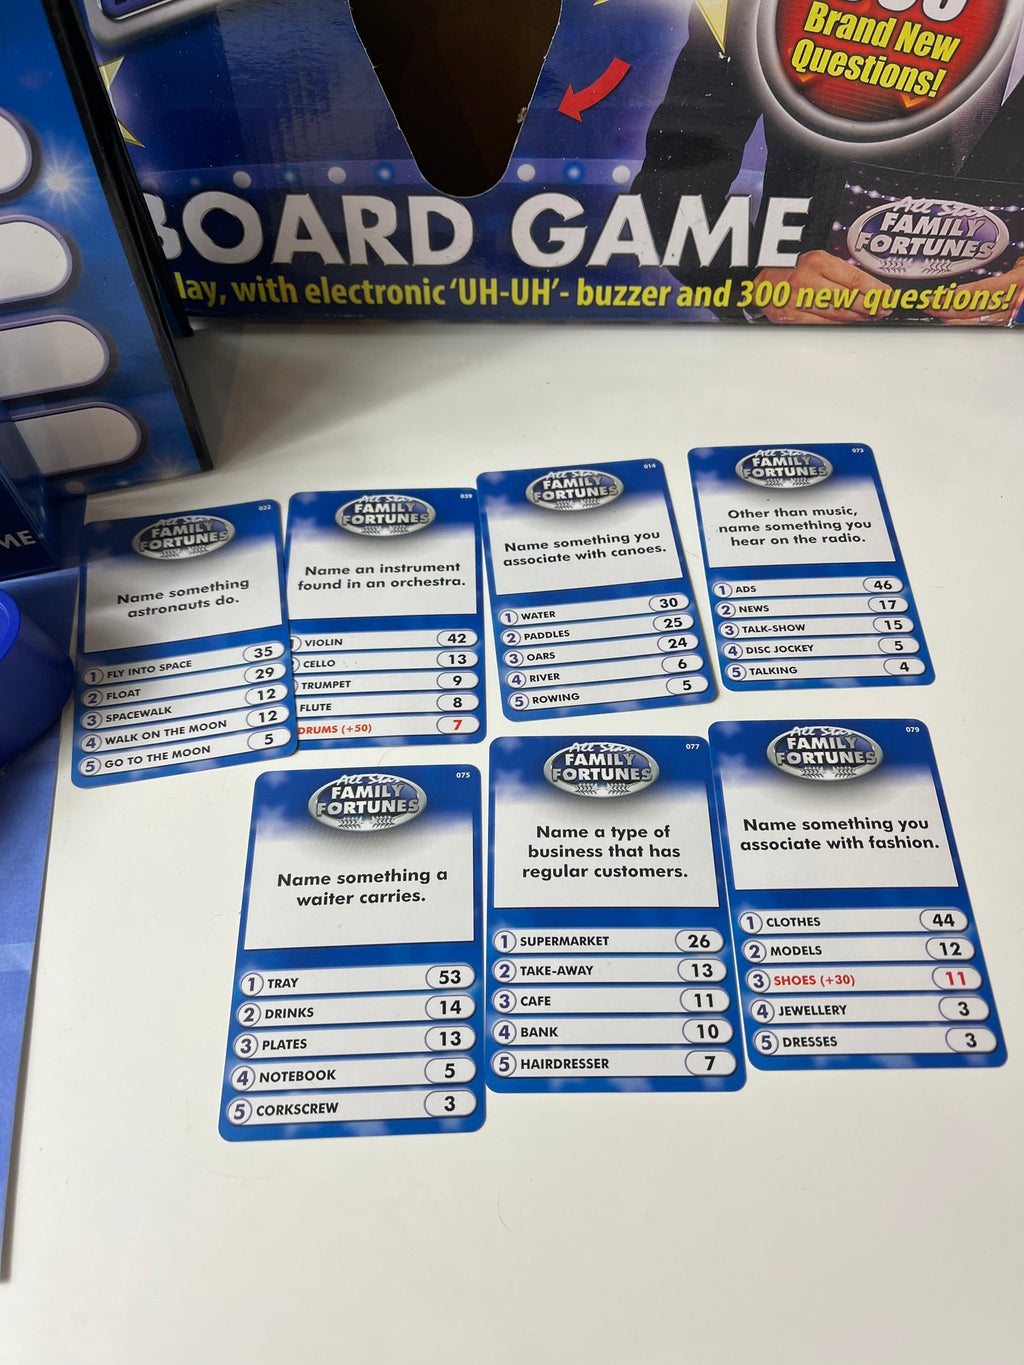 Brand New
Questions!
BOARD GAME
lay, with electronic 'UH-UH'- buzzer and 300 new questions!
All Star
FAMILY
FORTUNES
ME
022
All Star
FAMILY
FORTUNES
Name something
astronauts do.
1 FLY INTO SPACE 35
2 FLOAT 29
3 SPACEWALK 12
4 WALK ON THE MOON 12
5 GO TO THE MOON 5
039
All Star
FAMILY
FORTUNES
Name an instrument
found in an orchestra.
VIOLIN 42
CELLO 13
TRUMPET 9
FLUTE 8
DRUMS (+50) 7
014
All Star
FAMILY
FORTUNES
Name something you
associate with canoes.
1 WATER 30
2 PADDLES 25
3 OARS 24
4 RIVER 6
5 ROWING 5
073
All Star
FAMILY
FORTUNES
Other than music,
name something you
hear on the radio.
1 ADS 46
2 NEWS 17
3 TALK-SHOW 15
4 DISC JOCKEY 5
5 TALKING 4
075
All Star
FAMILY
FORTUNES
Name something a
waiter carries.
1 TRAY 53
2 DRINKS 14
3 PLATES 13
4 NOTEBOOK 5
5 CORKSCREW 3
077
All Star
FAMILY
FORTUNES
Name a type of
business that has
regular customers.
1 SUPERMARKET 26
2 TAKE-AWAY 13
3 CAFE 11
4 BANK 10
5 HAIRDRESSER 7
079
All Star
FAMILY
FORTUNES
Name something you
associate with fashion.
1 CLOTHES 44
2 MODELS 12
3 SHOES (+30) 11
4 JEWELLERY 3
5 DRESSES 3